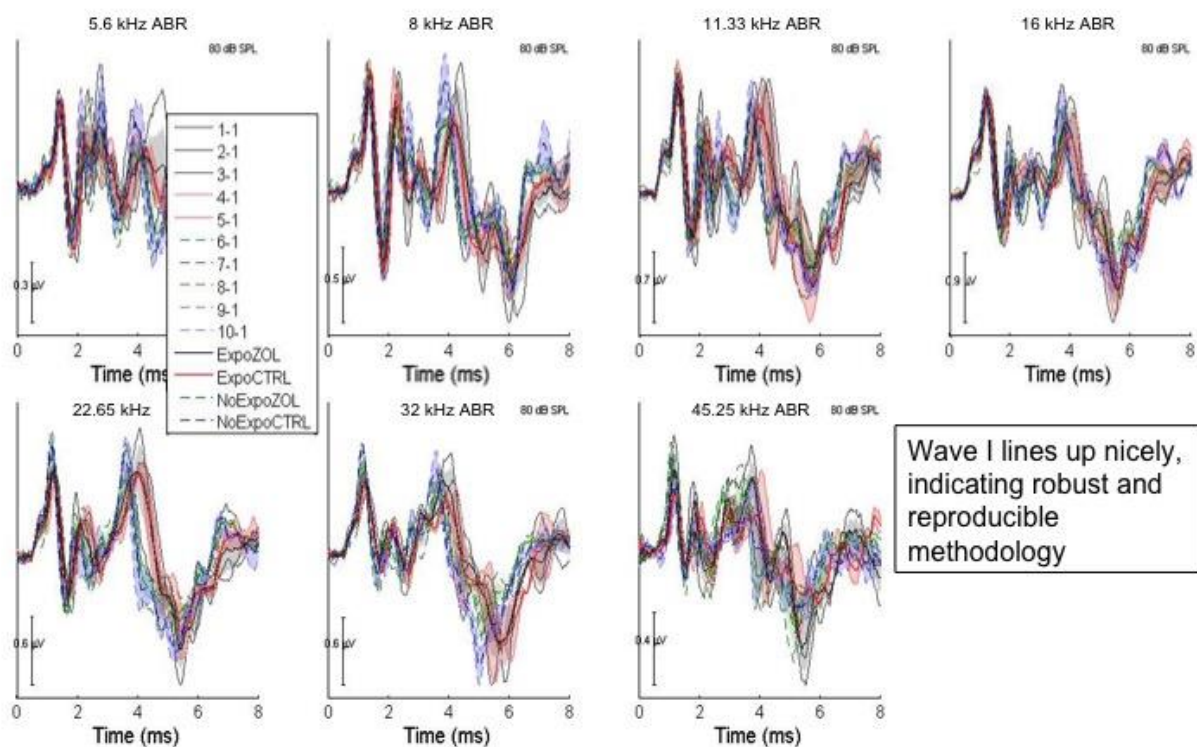 5.6 kHz ABR
80 dB SPL
8 kHz ABR
80 dB SPL
11.33 kHz ABR
80 dB SPL
16 kHz ABR
80 dB SPL
1-1
2-1
3-1
4-1
5-1
6-1
7-1
8-1
9-1
10-1
ExpoZOL
ExpoCTRL
NoExpoZOL
NoExpoCTRL
0.3 µV
0.5 µV
0.7 µV
0.9 µV
0 2 4 6 8
0 2 4 6 8
0 2 4 6 8
0 2 4
Time (ms)
Time (ms)
Time (ms)
Time (ms)
22.65 kHz
32 kHz ABR
80 dB SPL
45.25 kHz ABR
80 dB SPL
Wave I lines up nicely,
indicating robust and
reproducible
methodology
0.6 µV
0.6 µV
0.4 µV
0 2 4 6 8
0 2 4 6 8
0 2 4 6 8
Time (ms)
Time (ms)
Time (ms)